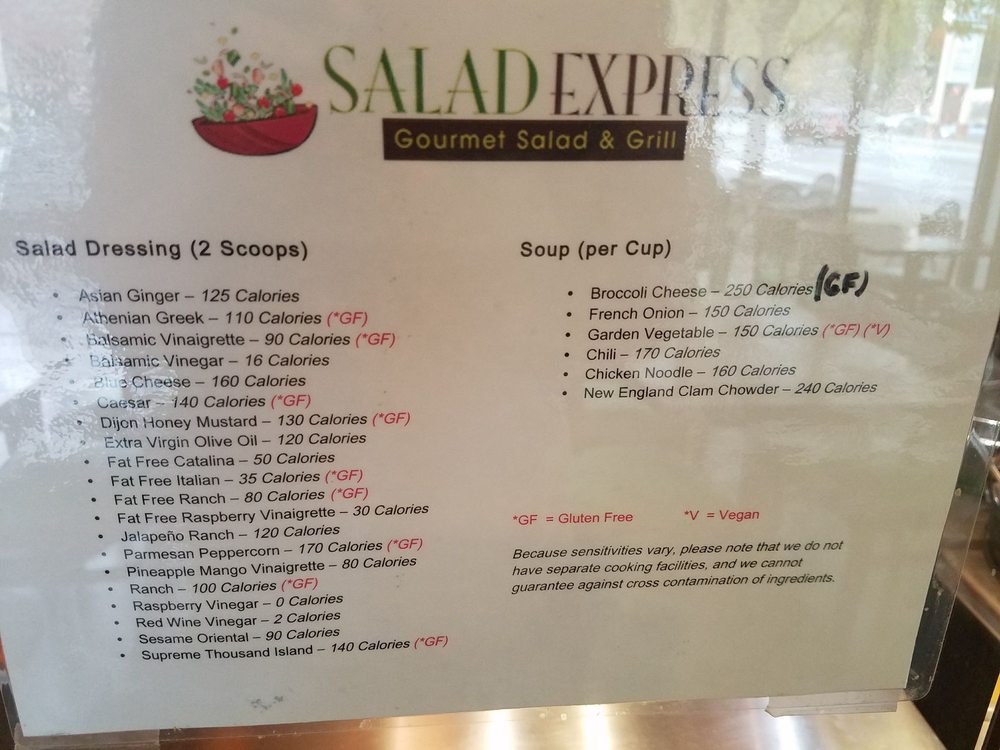 SALAD EXPRESS
Gourmet Salad & Grill
Salad Dressing (2 Scoops)
• Asian Ginger – 125 Calories
• Athenian Greek – 110 Calories (*GF)
• Balsamic Vinaigrette – 90 Calories (*GF)
• Balsamic Vinegar – 16 Calories
• Blue Cheese – 160 Calories
• Caesar – 140 Calories (*GF)
• Dijon Honey Mustard – 130 Calories (*GF)
• Extra Virgin Olive Oil – 120 Calories
• Fat Free Catalina – 50 Calories
• Fat Free Italian – 35 Calories (*GF)
• Fat Free Ranch – 80 Calories (*GF)
• Fat Free Raspberry Vinaigrette – 30 Calories
• Jalapeño Ranch – 120 Calories
• Parmesan Peppercorn – 170 Calories (*GF)
• Pineapple Mango Vinaigrette – 80 Calories
• Ranch – 100 Calories (*GF)
• Raspberry Vinegar – 0 Calories
• Red Wine Vinegar – 2 Calories
• Sesame Oriental – 90 Calories
• Supreme Thousand Island – 140 Calories (*GF)
Soup (per Cup)
• Broccoli Cheese – 250 Calories (GF)
• French Onion – 150 Calories
• Garden Vegetable – 150 Calories (*GF) (*V)
• Chili – 170 Calories
• Chicken Noodle – 160 Calories
• New England Clam Chowder – 240 Calories
*GF = Gluten Free *V = Vegan
Because sensitivities vary, please note that we do not
have separate cooking facilities, and we cannot
guarantee against cross contamination of ingredients.